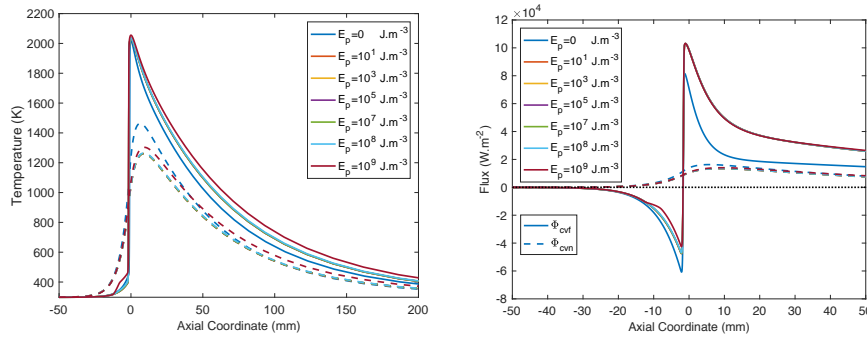 2200
2000
1800
1600
1400
1200
1000
800
600
400
Temperature (K)
-50 0 50 100 150 200
Axial Coordinate (mm)
E_p=0 J.m^-3
E_p=10^1 J.m^-3
E_p=10^3 J.m^-3
E_p=10^5 J.m^-3
E_p=10^7 J.m^-3
E_p=10^8 J.m^-3
E_p=10^9 J.m^-3
×10^4
12
10
8
6
4
2
0
-2
-4
-6
-8
Flux (W.m^-2)
-50 -40 -30 -20 -10 0 10 20 30 40 50
Axial Coordinate (mm)
E_p=0 J.m^-3
E_p=10^1 J.m^-3
E_p=10^3 J.m^-3
E_p=10^5 J.m^-3
E_p=10^7 J.m^-3
E_p=10^8 J.m^-3
E_p=10^9 J.m^-3
Φ_cvf
Φ_cvn